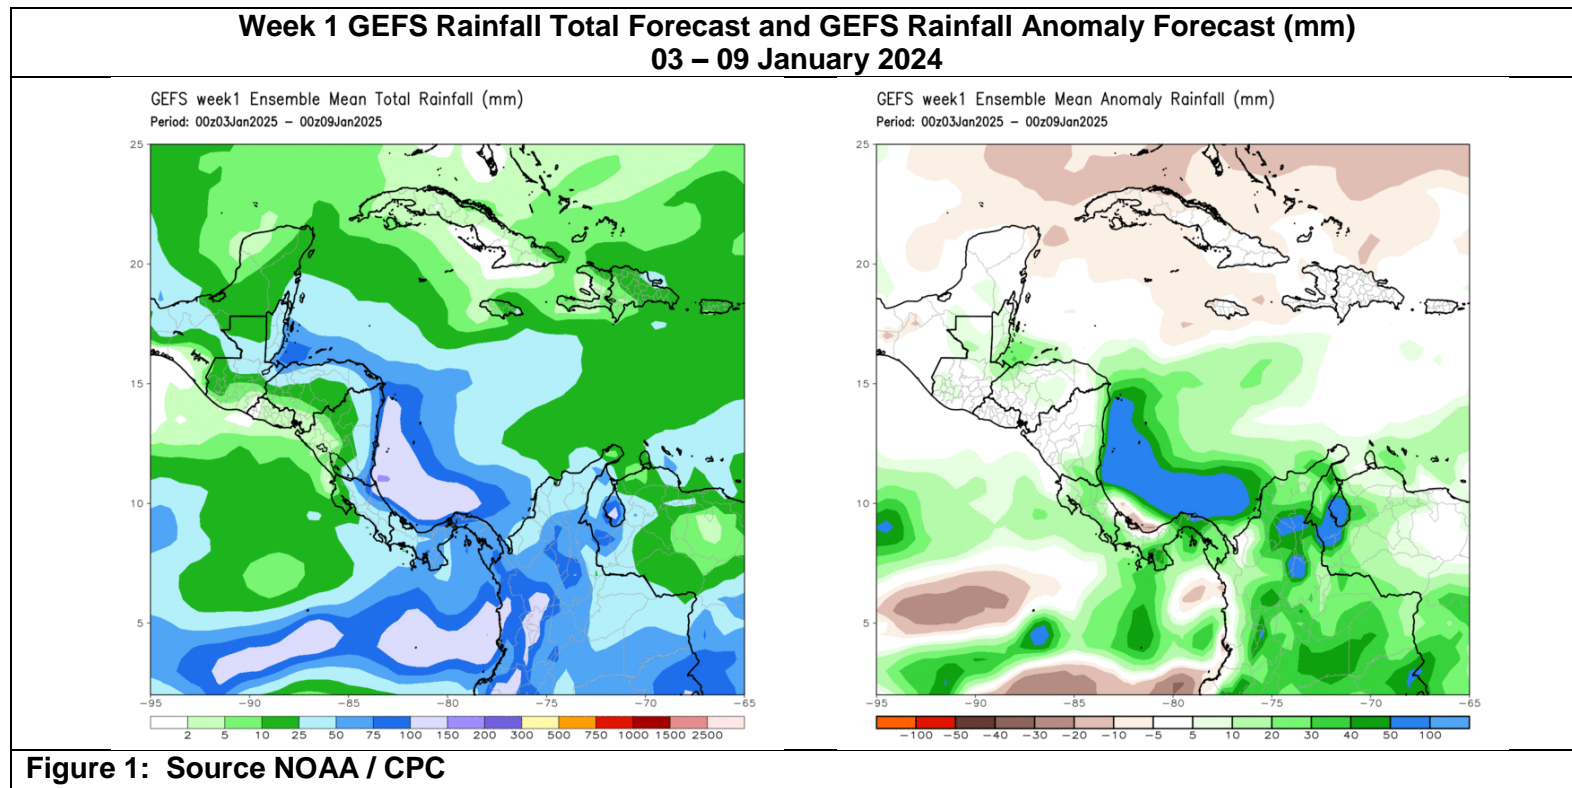 Week 1 GEFS Rainfall Total Forecast and GEFS Rainfall Anomaly Forecast (mm)
03 – 09 January 2024
GEFS week1 Ensemble Mean Total Rainfall (mm)
Period: 00z03Jan2025 – 00z09Jan2025
25
20
15
10
5
-95
-90
-85
-80
-75
-70
-65
2 5 10 25 50 75 100 150 200 300 500 750 1000 1500 2500
GEFS week1 Ensemble Mean Anomaly Rainfall (mm)
Period: 00z03Jan2025 – 00z09Jan2025
25
20
15
10
5
-95
-90
-85
-80
-75
-70
-65
-100 -50 -40 -30 -20 -10 -5 5 10 20 30 40 50 100
Figure 1: Source NOAA / CPC